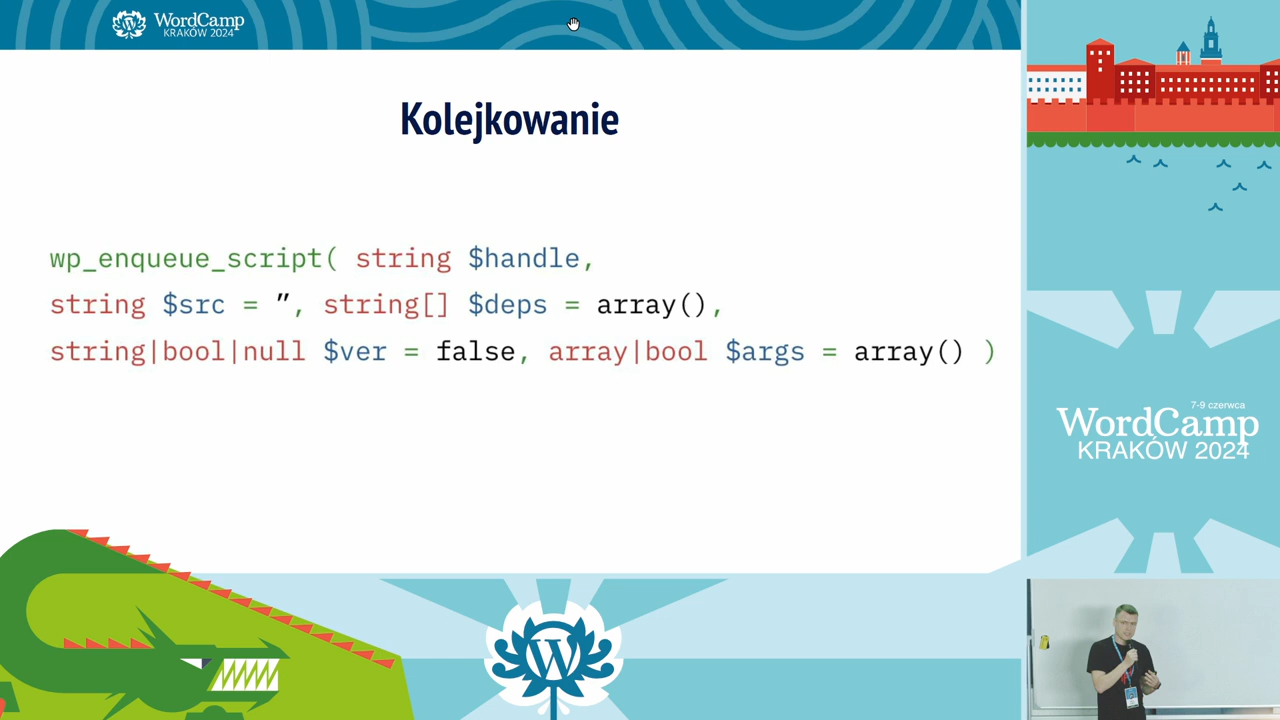 WordCamp
KRAKÓW 2024
Kolejkowanie
wp_enqueue_script( string $handle,
string $src = ″, string[] $deps = array(),
string|bool|null $ver = false, array|bool $args = array() )
7-9 czerwca
WordCamp
KRAKÓW 2024
W